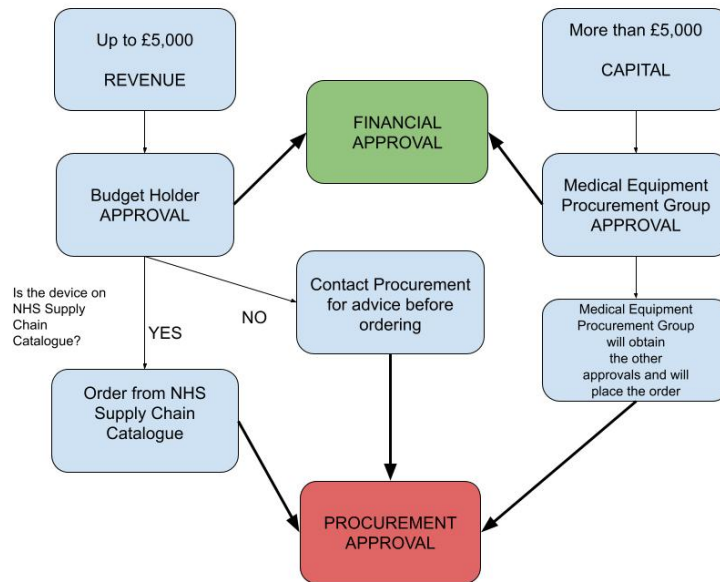 Up to £5,000
REVENUE
More than £5,000
CAPITAL
FINANCIAL
APPROVAL
Budget Holder
APPROVAL
Medical Equipment
Procurement Group
APPROVAL
Is the device on
NHS Supply
Chain
Catalogue?
YES
NO
Contact Procurement
for advice before
ordering
Medical Equipment
Procurement Group
will obtain
the other
approvals and will
place the order
Order from NHS
Supply Chain
Catalogue
PROCUREMENT
APPROVAL